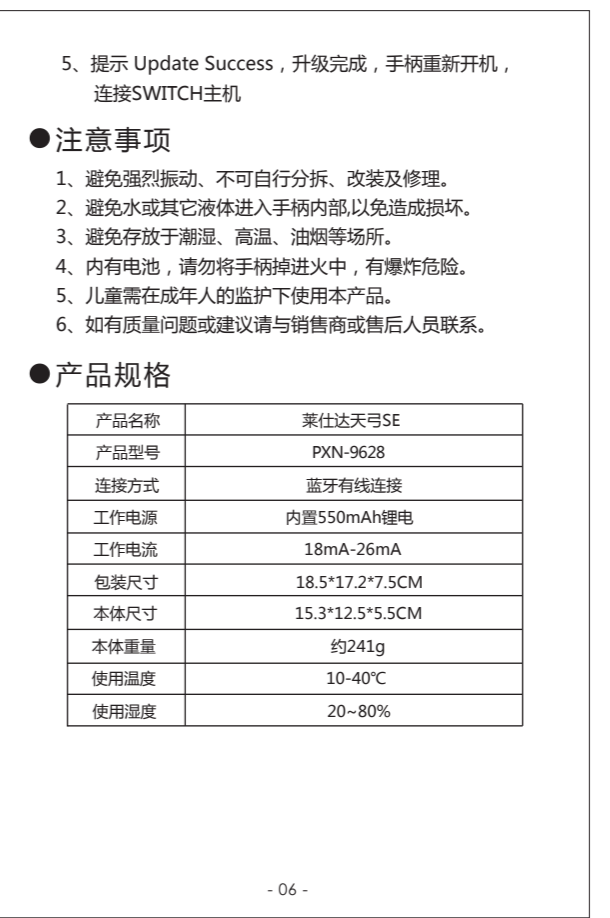 5、提示 Update Success，升级完成，手柄重新开机，
连接SWITCH主机
●注意事项
1、避免强烈振动、不可自行分拆、改装及修理。
2、避免水或其它液体进入手柄内部,以免造成损坏。
3、避免存放于潮湿、高温、油烟等场所。
4、内有电池，请勿将手柄掉进火中，有爆炸危险。
5、儿童需在成年人的监护下使用本产品。
6、如有质量问题或建议请与销售商或售后人员联系。
●产品规格
产品名称 莱仕达天弓SE
产品型号 PXN-9628
连接方式 蓝牙有线连接
工作电源 内置550mAh锂电
工作电流 18mA-26mA
包装尺寸 18.5*17.2*7.5CM
本体尺寸 15.3*12.5*5.5CM
本体重量 约241g
使用温度 10-40℃
使用湿度 20~80%
- 06 -